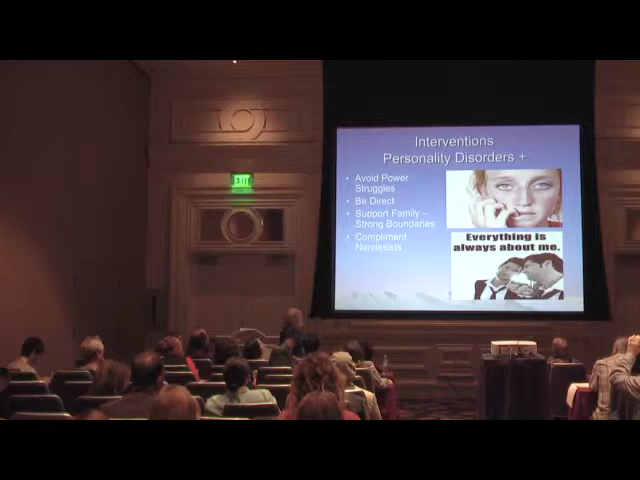 EXIT
Interventions
Personality Disorders +
• Avoid Power
Struggles
• Be Direct
• Support Family –
Strong Boundaries
• Compliment
Narcissists
Everything is
always about me.